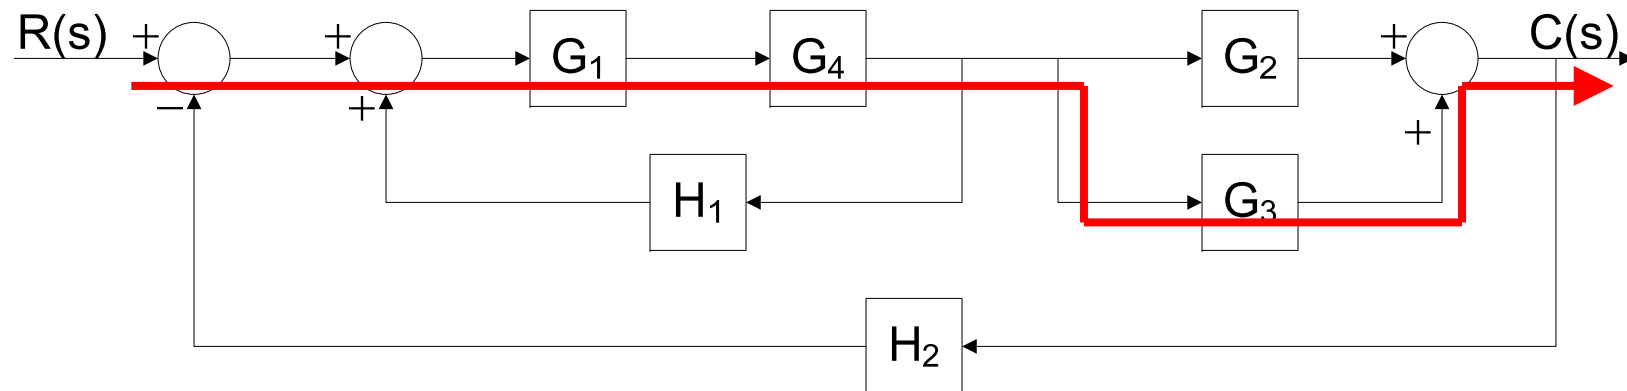 R(s) + + G₁ G₄ G₂ + C(s)
− + H₁ G₃ +
H₂